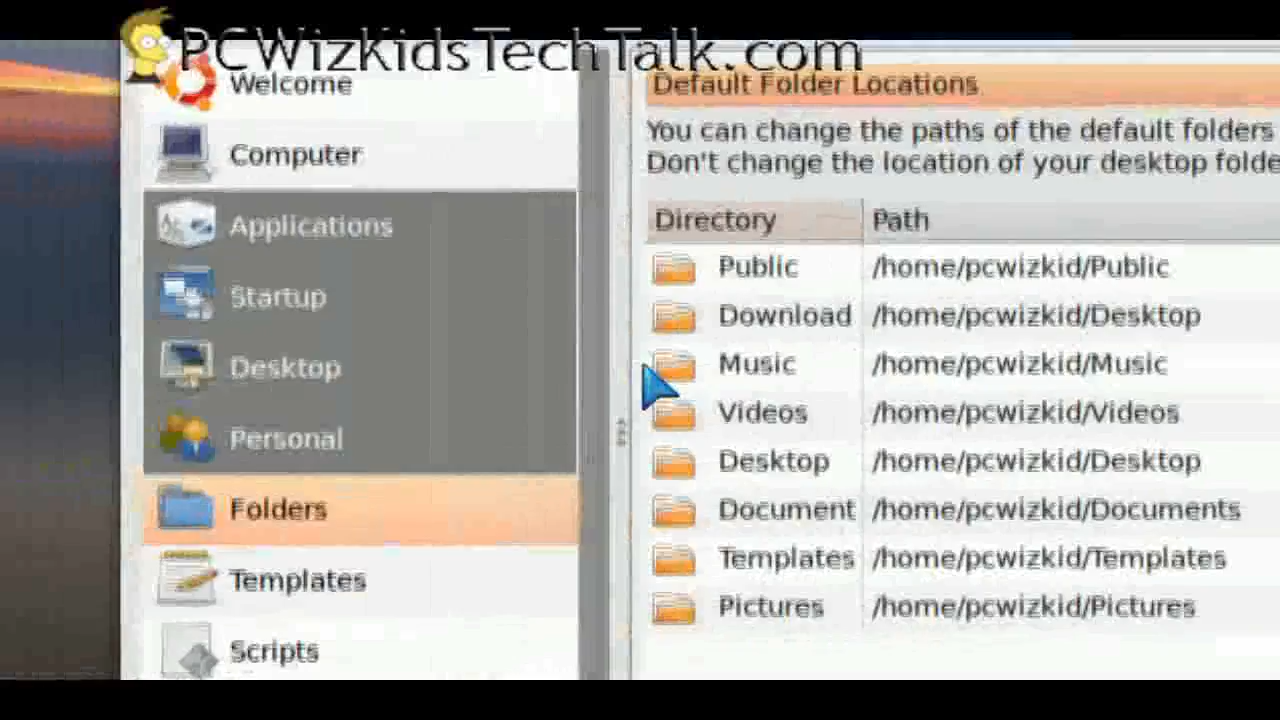 PCWizKidsTechTalk.com
Welcome
Computer
Applications
Startup
Desktop
Personal
Folders
Templates
Scripts
Default Folder Locations
You can change the paths of the default folders
Don't change the location of your desktop folde
Directory Path
Public /home/pcwizkid/Public
Download /home/pcwizkid/Desktop
Music /home/pcwizkid/Music
Videos /home/pcwizkid/Videos
Desktop /home/pcwizkid/Desktop
Document /home/pcwizkid/Documents
Templates /home/pcwizkid/Templates
Pictures /home/pcwizkid/Pictures